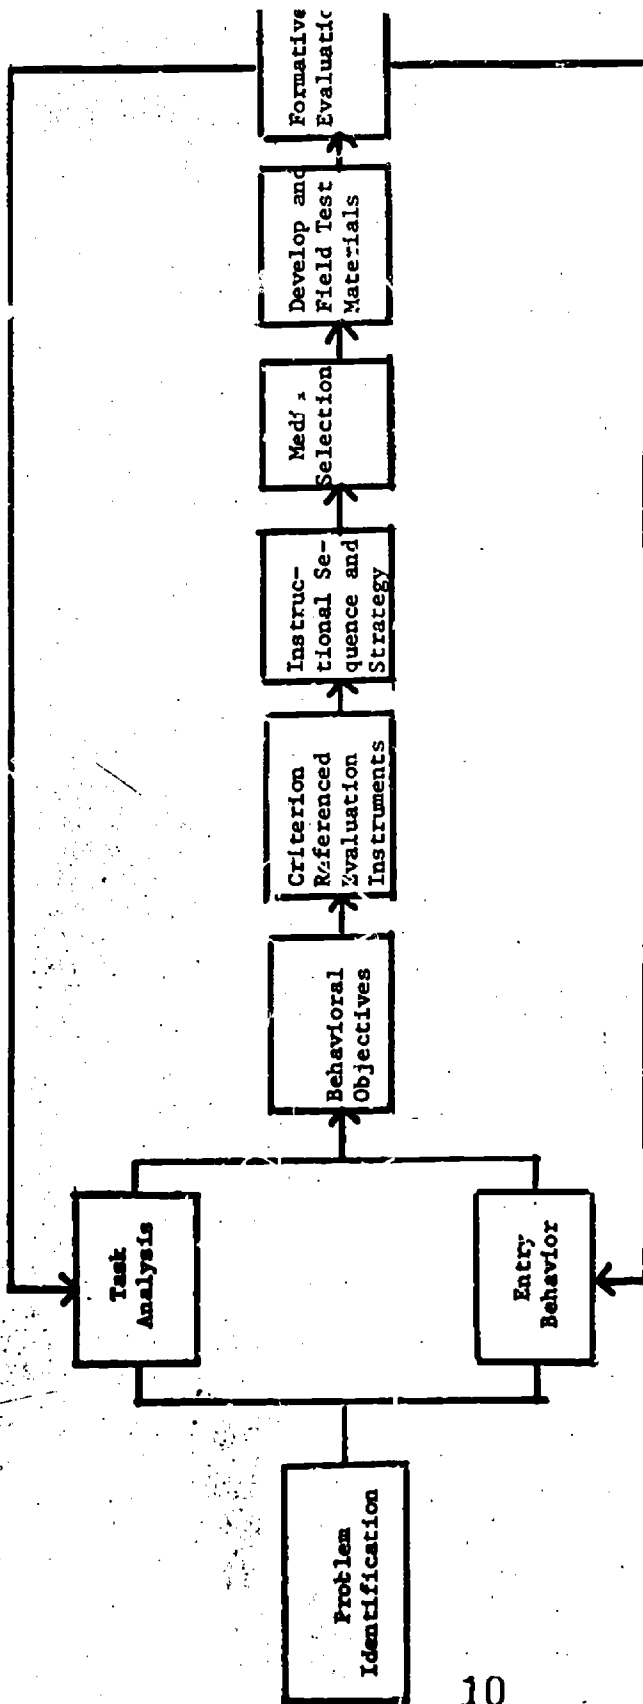 Problem
Identification
Task
Analysis
Entry
Behavior
Behavioral
Objectives
Criterion
Referenced
Evaluation
Instruments
Instruc-
tional Se-
quence and
Strategy
Selection
Develop and
Field Test
Materials
Formative
10